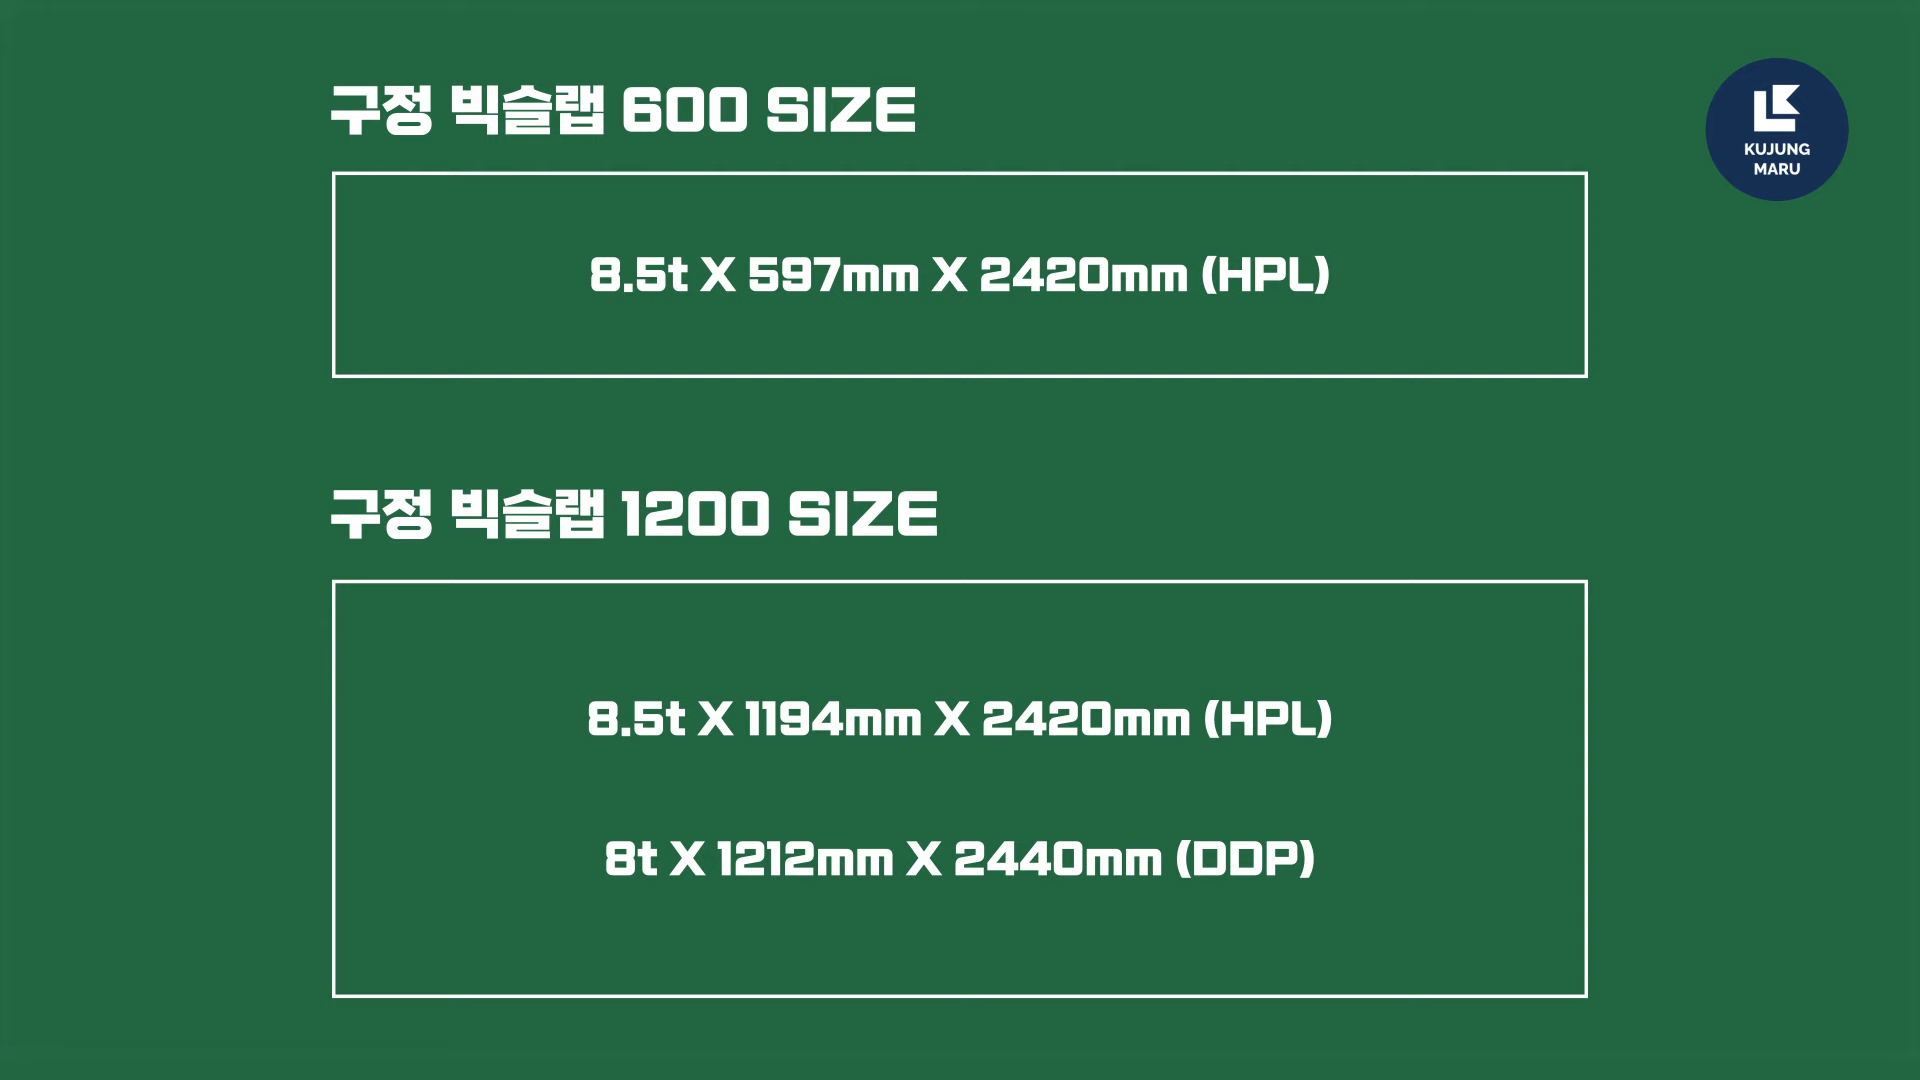 구정 빅슬랩 600 SIZE
KUJUNG
MARU
8.5t X 597mm X 2420mm (HPL)
구정 빅슬랩 1200 SIZE
8.5t X 1194mm X 2420mm (HPL)
8t X 1212mm X 2440mm (DDP)